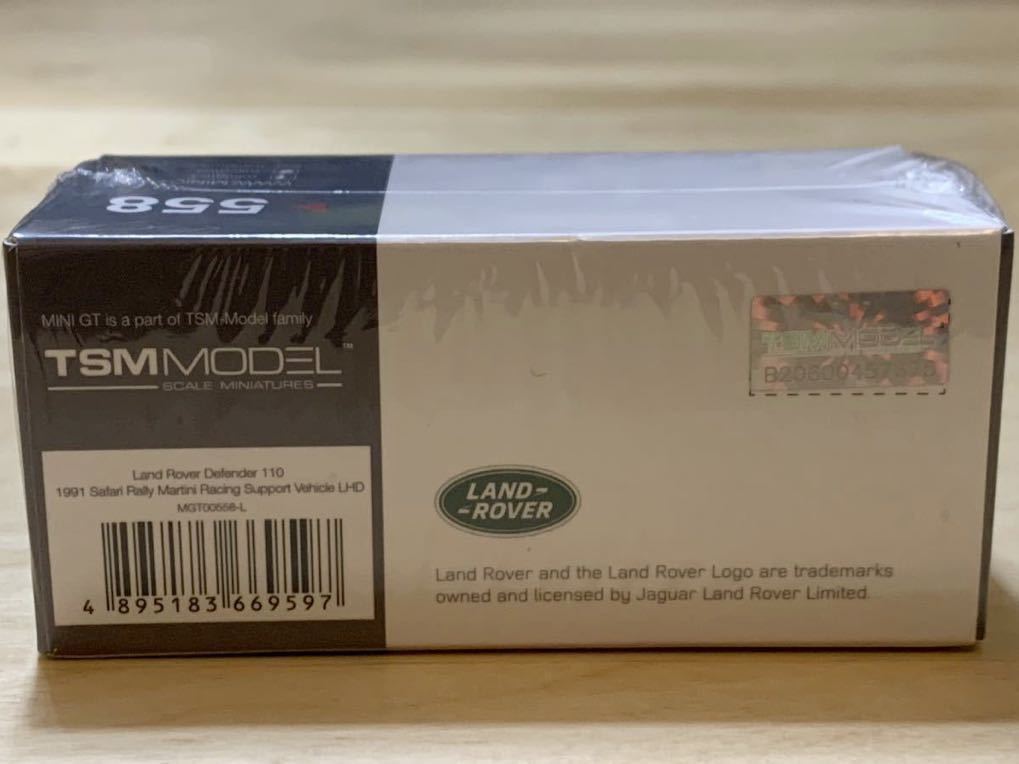 558
MINI GT is a part of TSM-Model family
TSMMODEL™
SCALE MINIATURES
Land Rover Defender 110
1991 Safari Rally Martini Racing Support Vehicle LHD
MGT00558-L
4 895183 669597
TSMMODEL
LAND-
-ROVER
Land Rover and the Land Rover Logo are trademarks
owned and licensed by Jaguar Land Rover Limited.